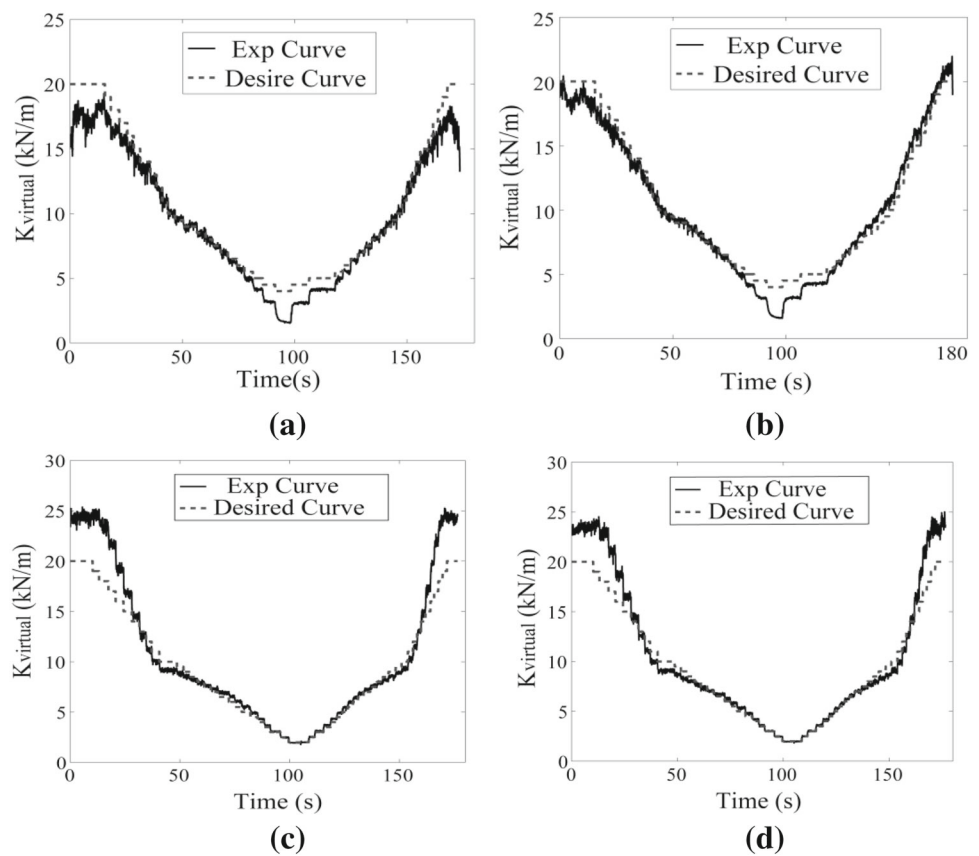 25
20
15
10
5
0
Kvirtual (kN/m)
Exp Curve
Desire Curve
0 50 100 150
Time(s)
(a)
25
20
15
10
5
0
Kvirtual (kN/m)
Exp Curve
Desired Curve
0 50 100 180
Time (s)
(b)
30
25
20
15
10
5
0
Kvirtual (kN/m)
Exp Curve
Desired Curve
0 50 100 150
Time (s)
(c)
30
25
20
15
10
5
0
Kvirtual (kN/m)
Exp Curve
Desired Curve
0 50 100 150
Time (s)
(d)